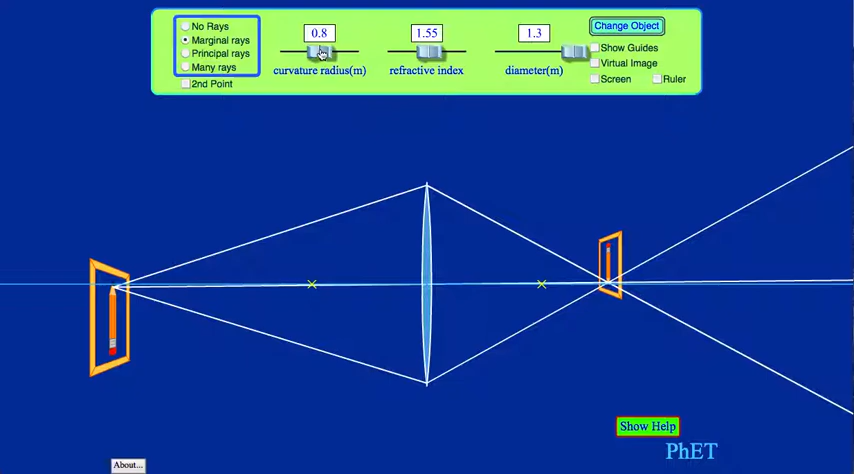 No Rays
Marginal rays
Principal rays
Many rays
2nd Point
0.8
curvature radius(m)
1.55
refractive index
1.3
diameter(m)
Change Object
Show Guides
Virtual Image
Screen
Ruler
Show Help
PhET
About...